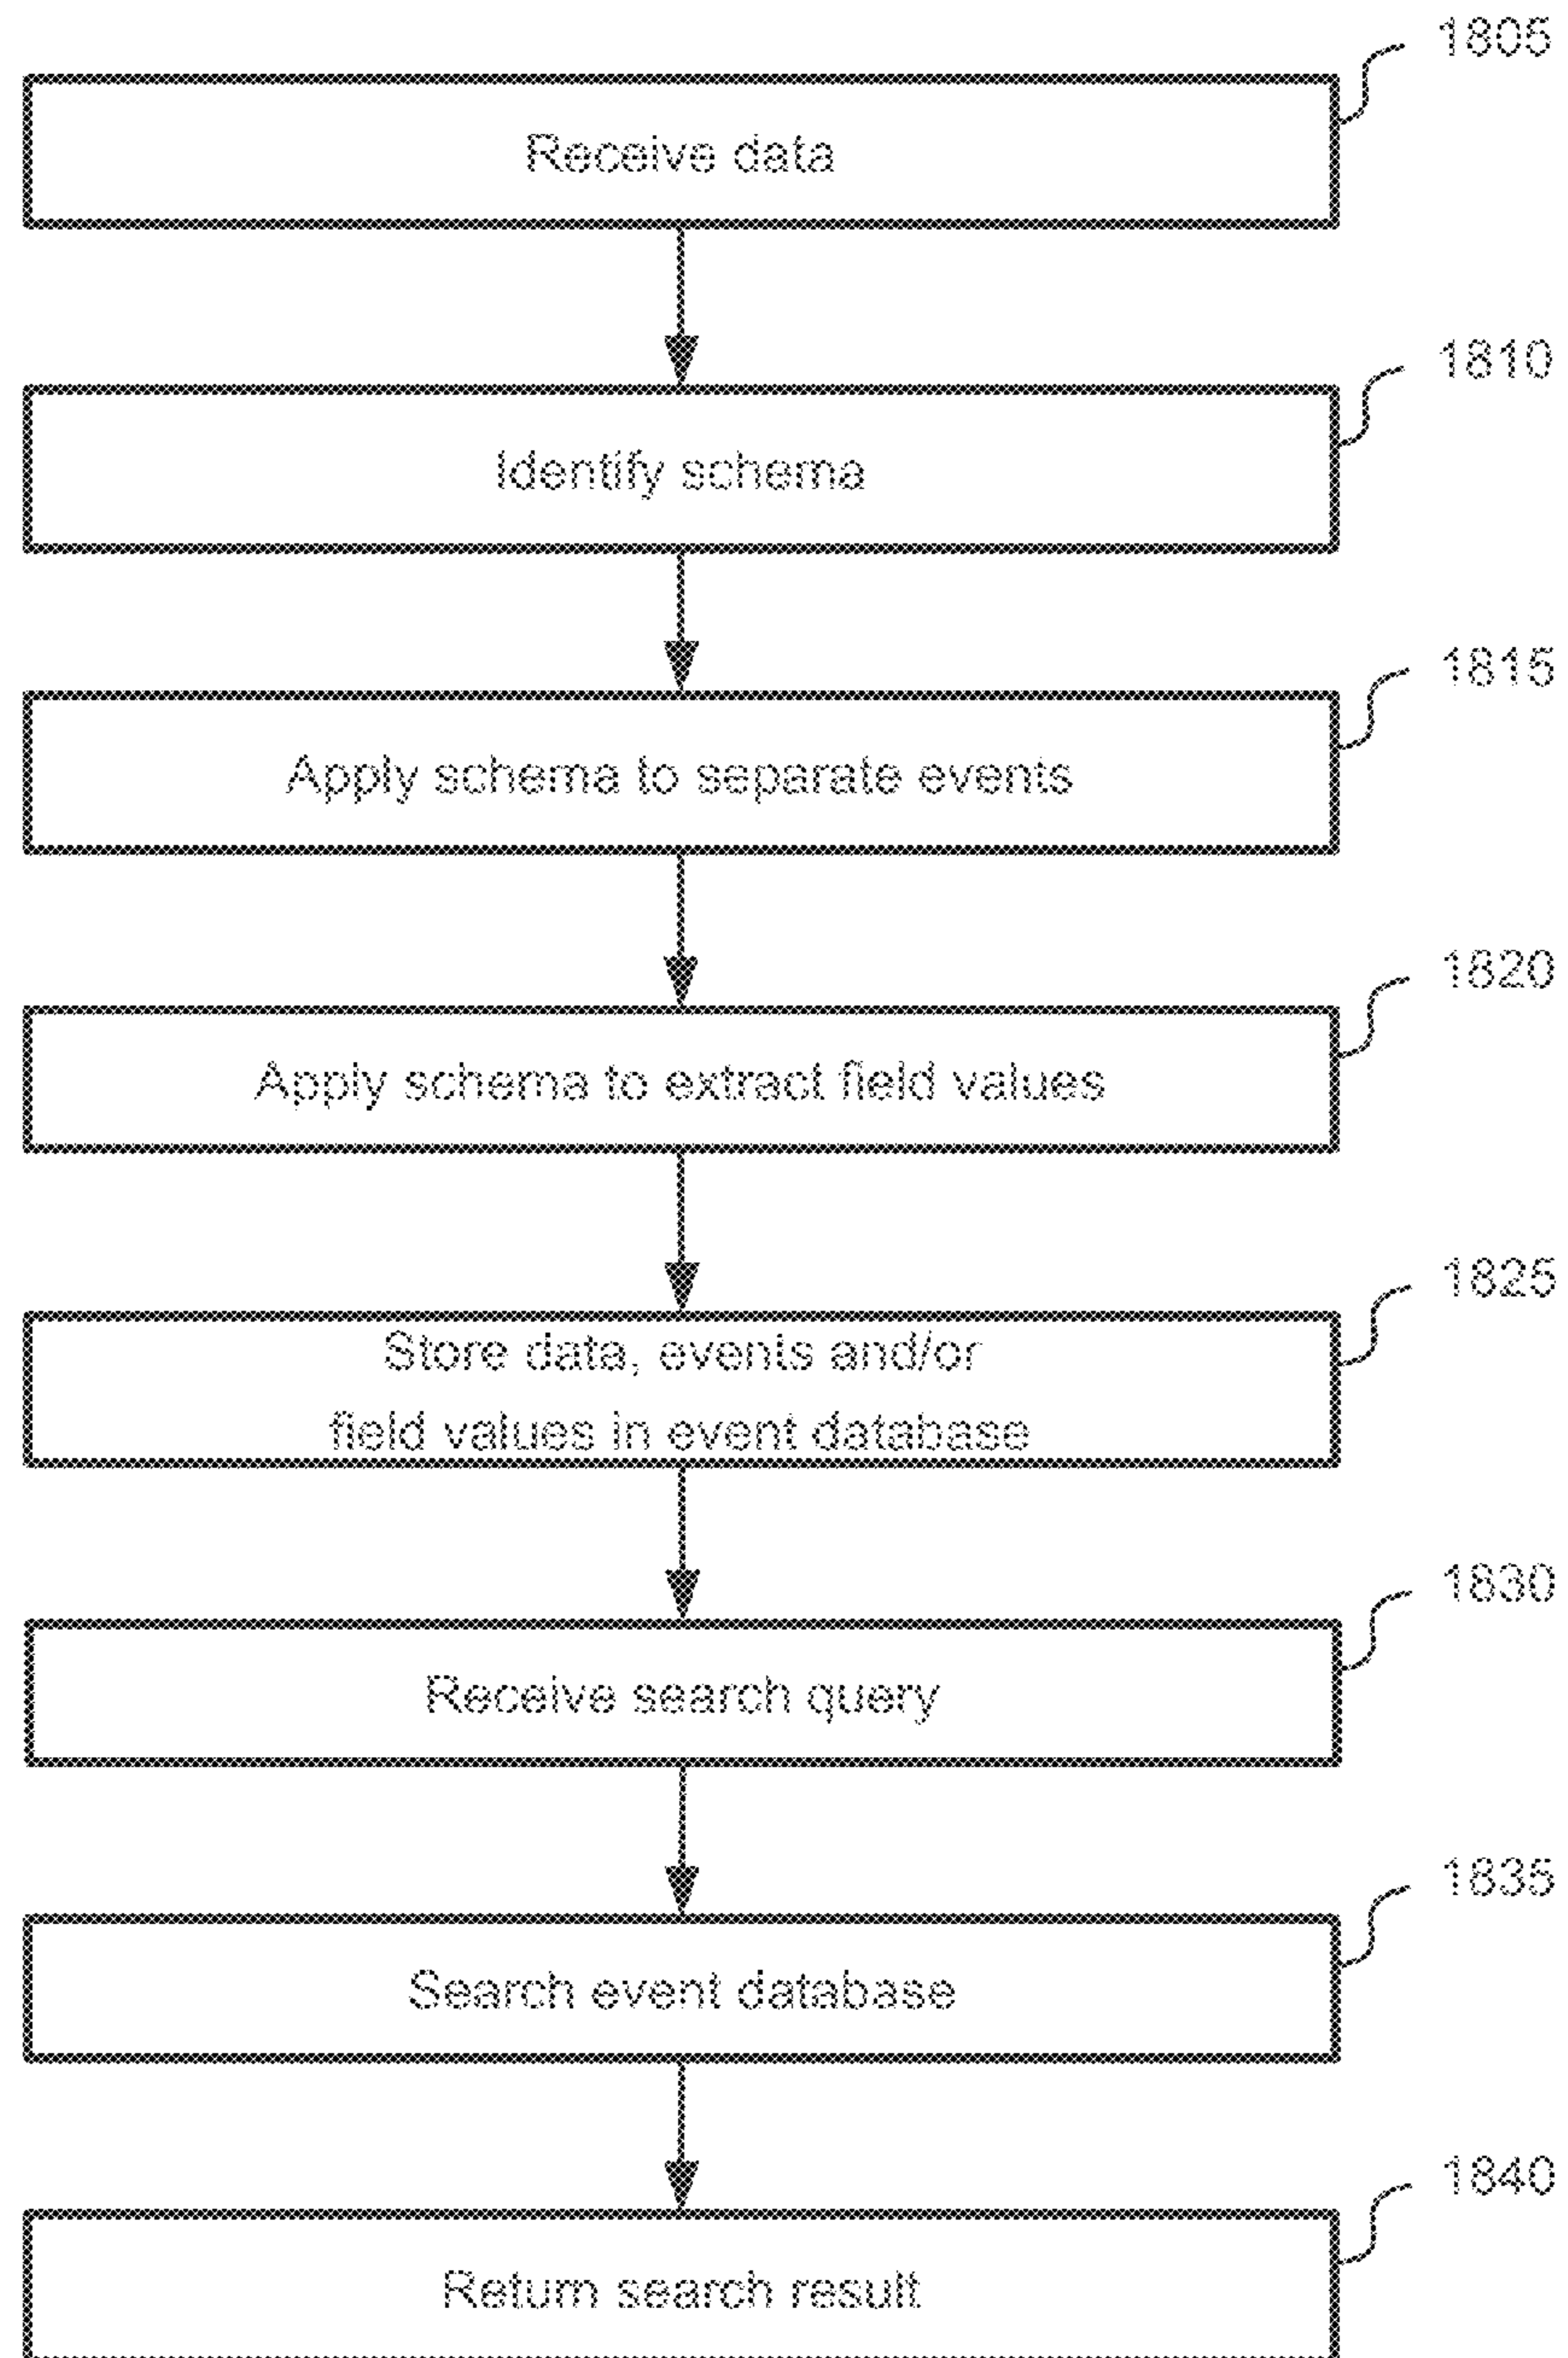 1805
Receive data
1810
Identify schema
1815
Apply schema to separate events
1820
Apply schema to extract field values
1825
Store data, events and/or
field values in event database
1830
Receive search query
1835
Search event database
1840
Return search result